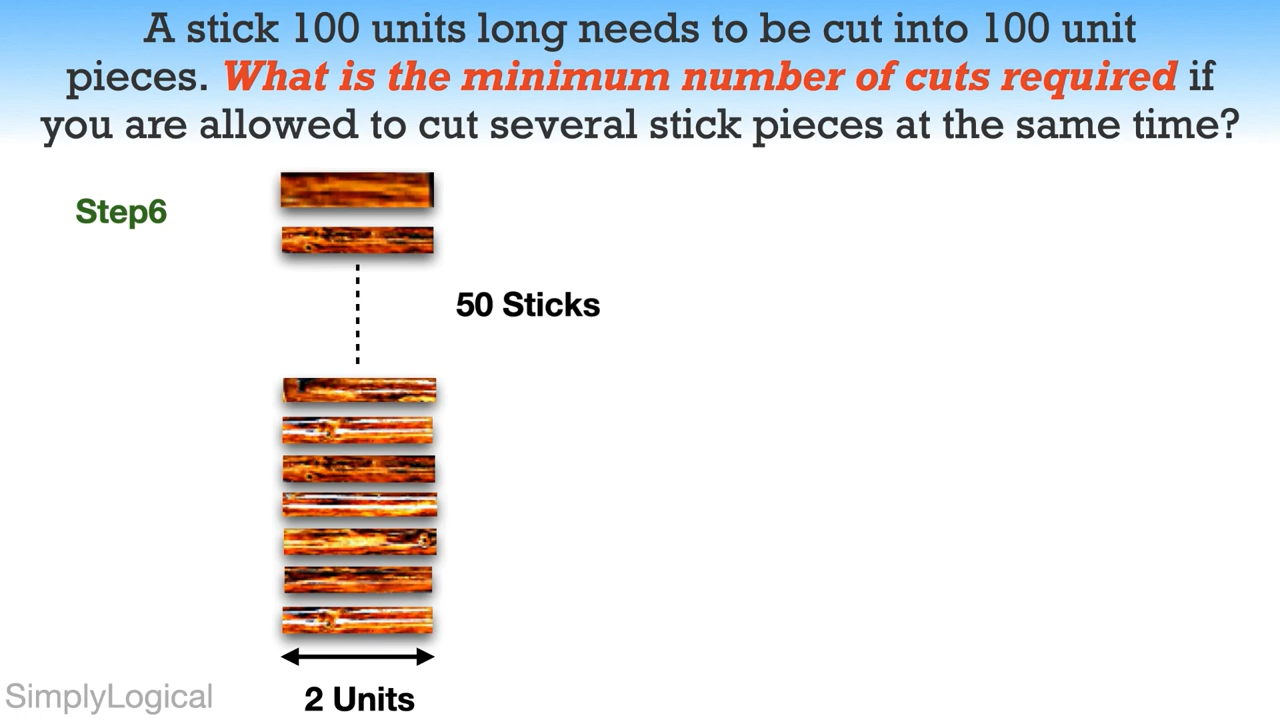 A stick 100 units long needs to be cut into 100 unit
pieces. What is the minimum number of cuts required if
you are allowed to cut several stick pieces at the same time?
Step6
50 Sticks
2 Units
SimplyLogical